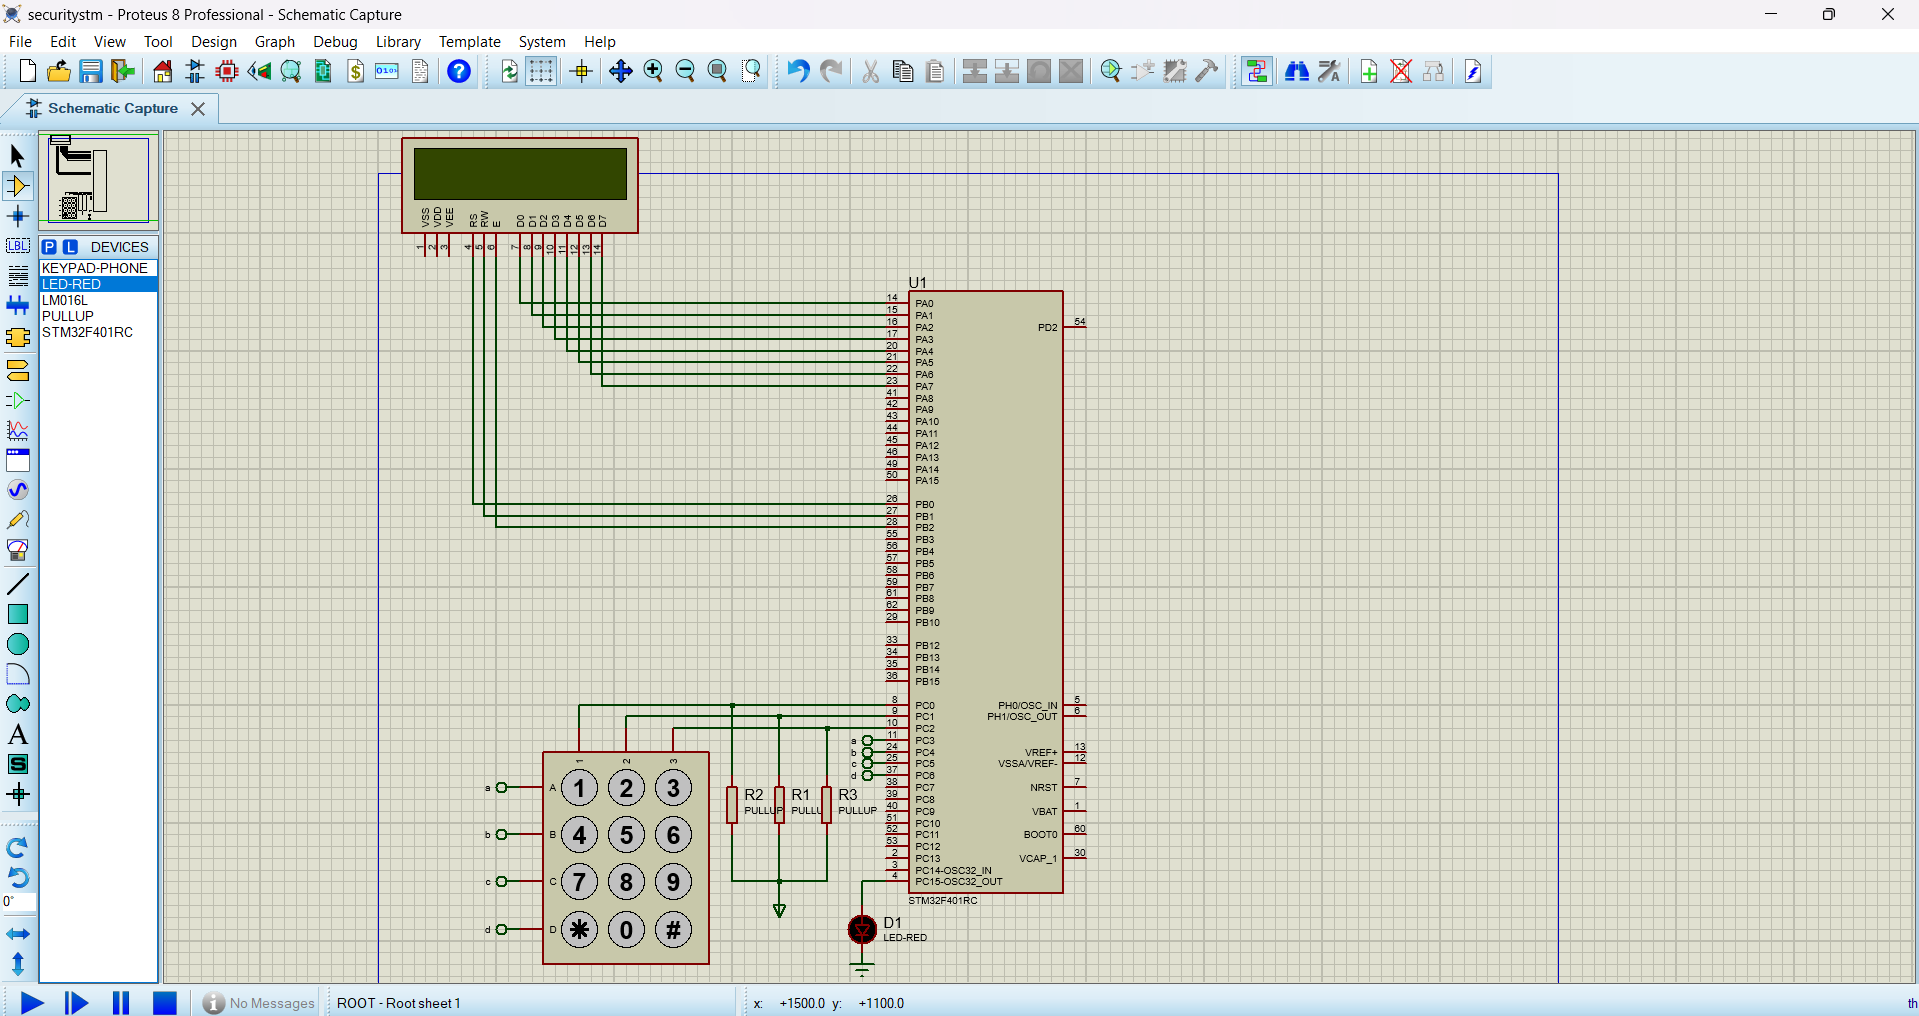 securitystm - Proteus 8 Professional - Schematic Capture
File Edit View Tool Design Graph Debug Library Template System Help
Schematic Capture
P L DEVICES
KEYPAD-PHONE
LED-RED
LM016L
PULLUP
STM32F401RC
LBL
A
S
0°
VSS VDD VEE RS RW E D0 D1 D2 D3 D4 D5 D6 D7
1 2 3 4 5 6 7 8 9 10 11 12 13 14
U1
14 PA0
15 PA1
16 PA2
PD2 54
17 PA3
20 PA4
21 PA5
22 PA6
23 PA7
41 PA8
42 PA9
43 PA10
44 PA11
45 PA12
46 PA13
49 PA14
50 PA15
26 PB0
27 PB1
28 PB2
55 PB3
56 PB4
57 PB5
58 PB6
59 PB7
61 PB8
62 PB9
29 PB10
33 PB12
34 PB13
35 PB14
36 PB15
8 PC0 PH0/OSC_IN 5
9 PC1 PH1/OSC_OUT 6
10 PC2
a 11 PC3
b 24 PC4 VREF+ 13
c 25 PC5 VSSA/VREF- 12
d 37 PC6
38 PC7 NRST 7
39 PC8
40 PC9 VBAT 1
51 PC10
52 PC11 BOOT0 60
53 PC12
2 PC13 VCAP_1 30
3 PC14-OSC32_IN
4 PC15-OSC32_OUT
STM32F401RC
1 2 3
a A 1 2 3
b B 4 5 6
c C 7 8 9
d D * 0 #
R2 R1 R3
PULLUP PULLU PULLUP
D1
LED-RED
No Messages ROOT - Root sheet 1 x: +1500.0 y: +1100.0 th